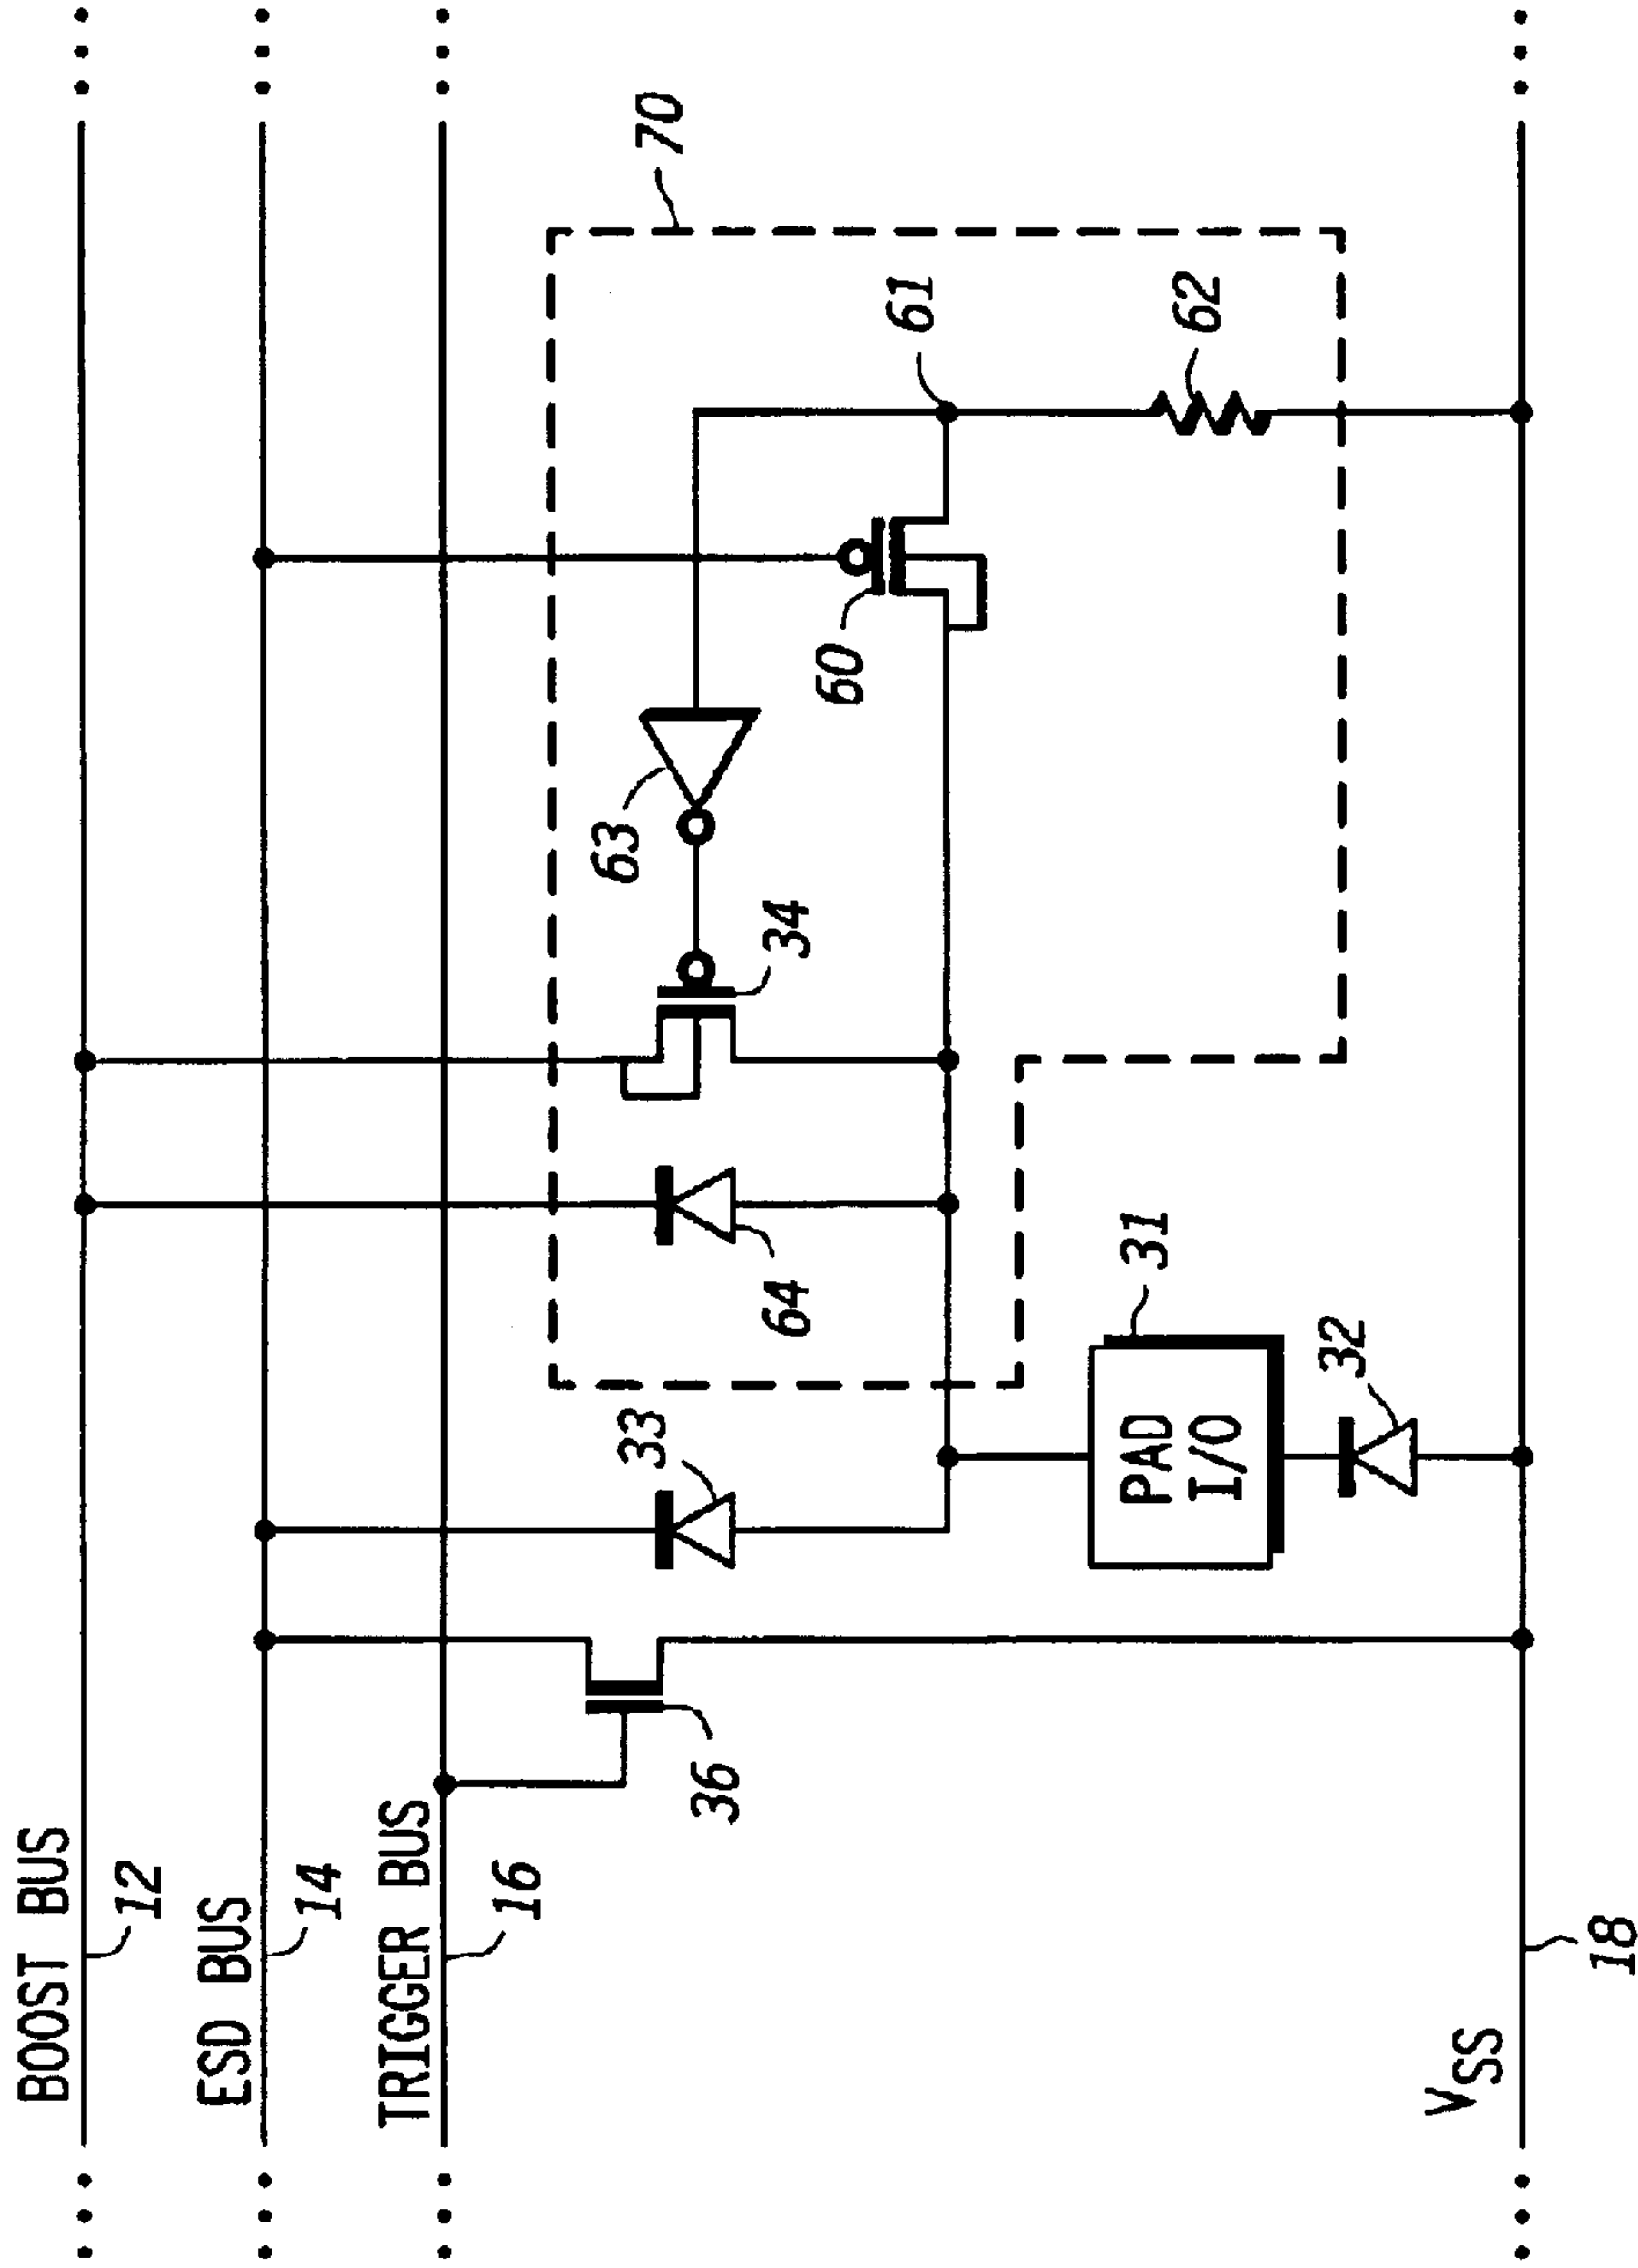 BOOST BUS
12
ESD BUS
14
TRIGGER BUS
16
36
33
64
34
63
60
61
62
70
PAD
I/O
31
32
VSS
18